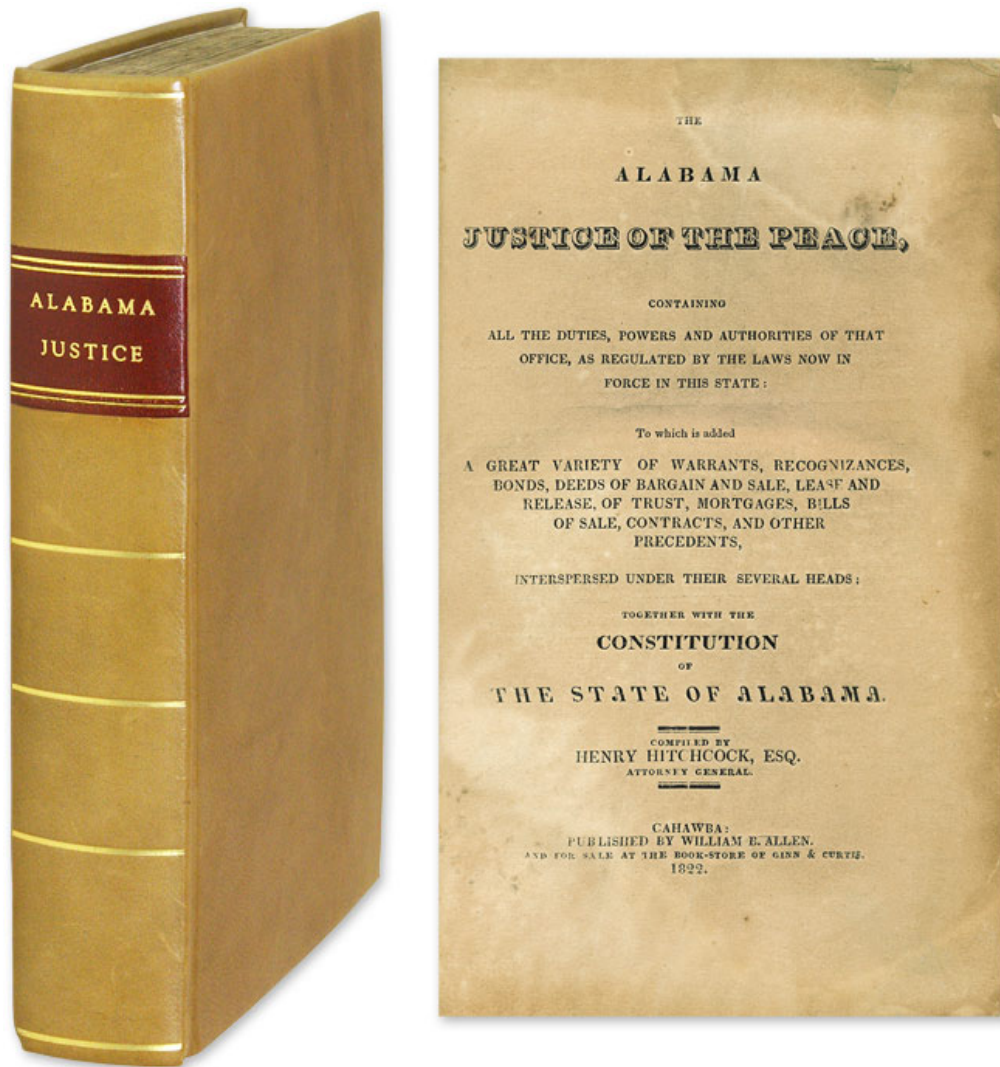 ALABAMA
JUSTICE
THE
ALABAMA
JUSTICE OF THE PEACE,
CONTAINING
ALL THE DUTIES, POWERS AND AUTHORITIES OF THAT
OFFICE, AS REGULATED BY THE LAWS NOW IN
FORCE IN THIS STATE:
To which is added
A GREAT VARIETY OF WARRANTS, RECOGNIZANCES,
BONDS, DEEDS OF BARGAIN AND SALE, LEASE AND
RELEASE, OF TRUST, MORTGAGES, BILLS
OF SALE, CONTRACTS, AND OTHER
PRECEDENTS,
INTERSPERSED UNDER THEIR SEVERAL HEADS;
TOGETHER WITH THE
CONSTITUTION
OF
THE STATE OF ALABAMA.
COMPILED BY
HENRY HITCHCOCK, ESQ.
ATTORNEY GENERAL.
CAHAWBA:
PUBLISHED BY WILLIAM B. ALLEN.
AND FOR SALE AT THE BOOK-STORE OF GINN & CURTIS.
1822.